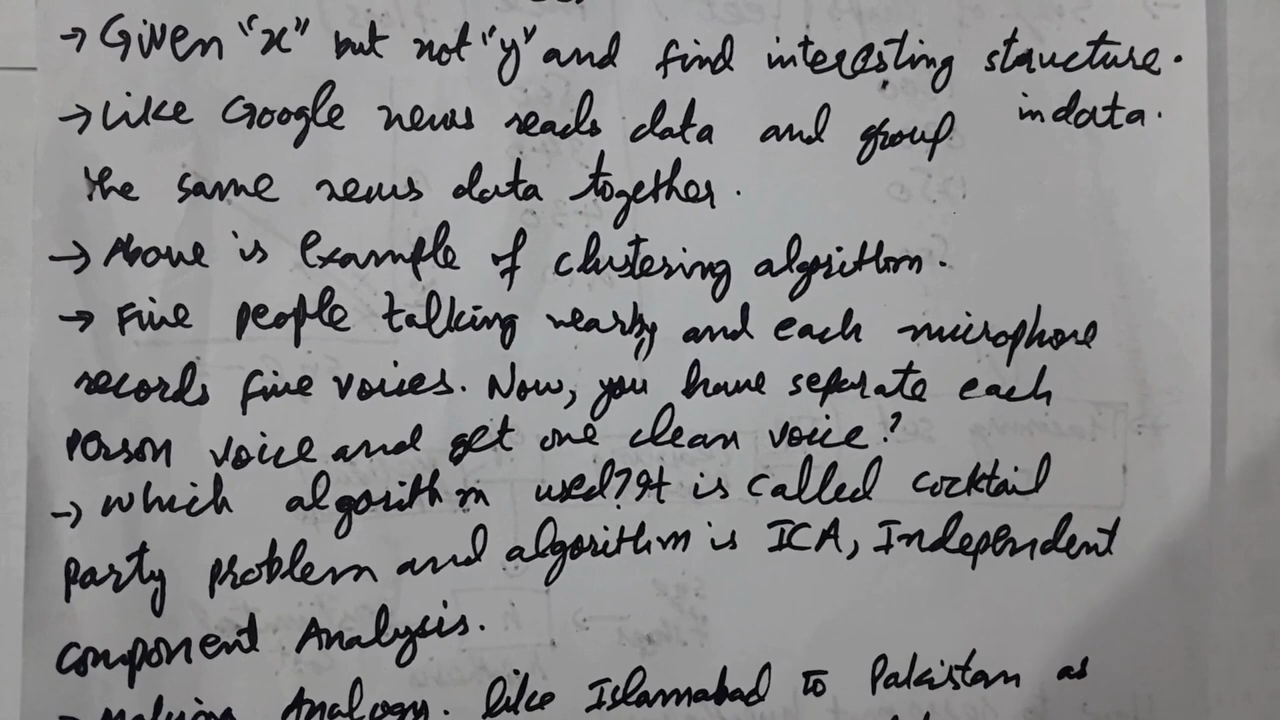 → Given "x" but not "y" and find interesting structure.
in data.
→ Like Google news reads data and group
the same news data together.
→ Above is Example of clustering algorithm.
→ Five people talking nearby and each microphone
records five voices. Now, you have separate each
person voice and get one clean voice?
→ which algorithm used? It is called cocktail
party problem and algorithm is ICA, Independent
component Analysis.
→ Making Analogy. like Islamabad to Pakistan as